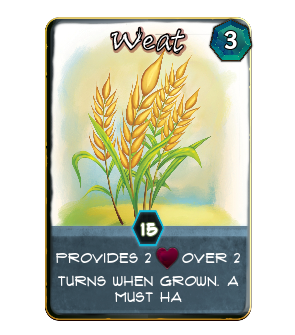 Weat
3
15
PROVIDES 2 OVER 2
TURNS WHEN GROWN. A
MUST HA